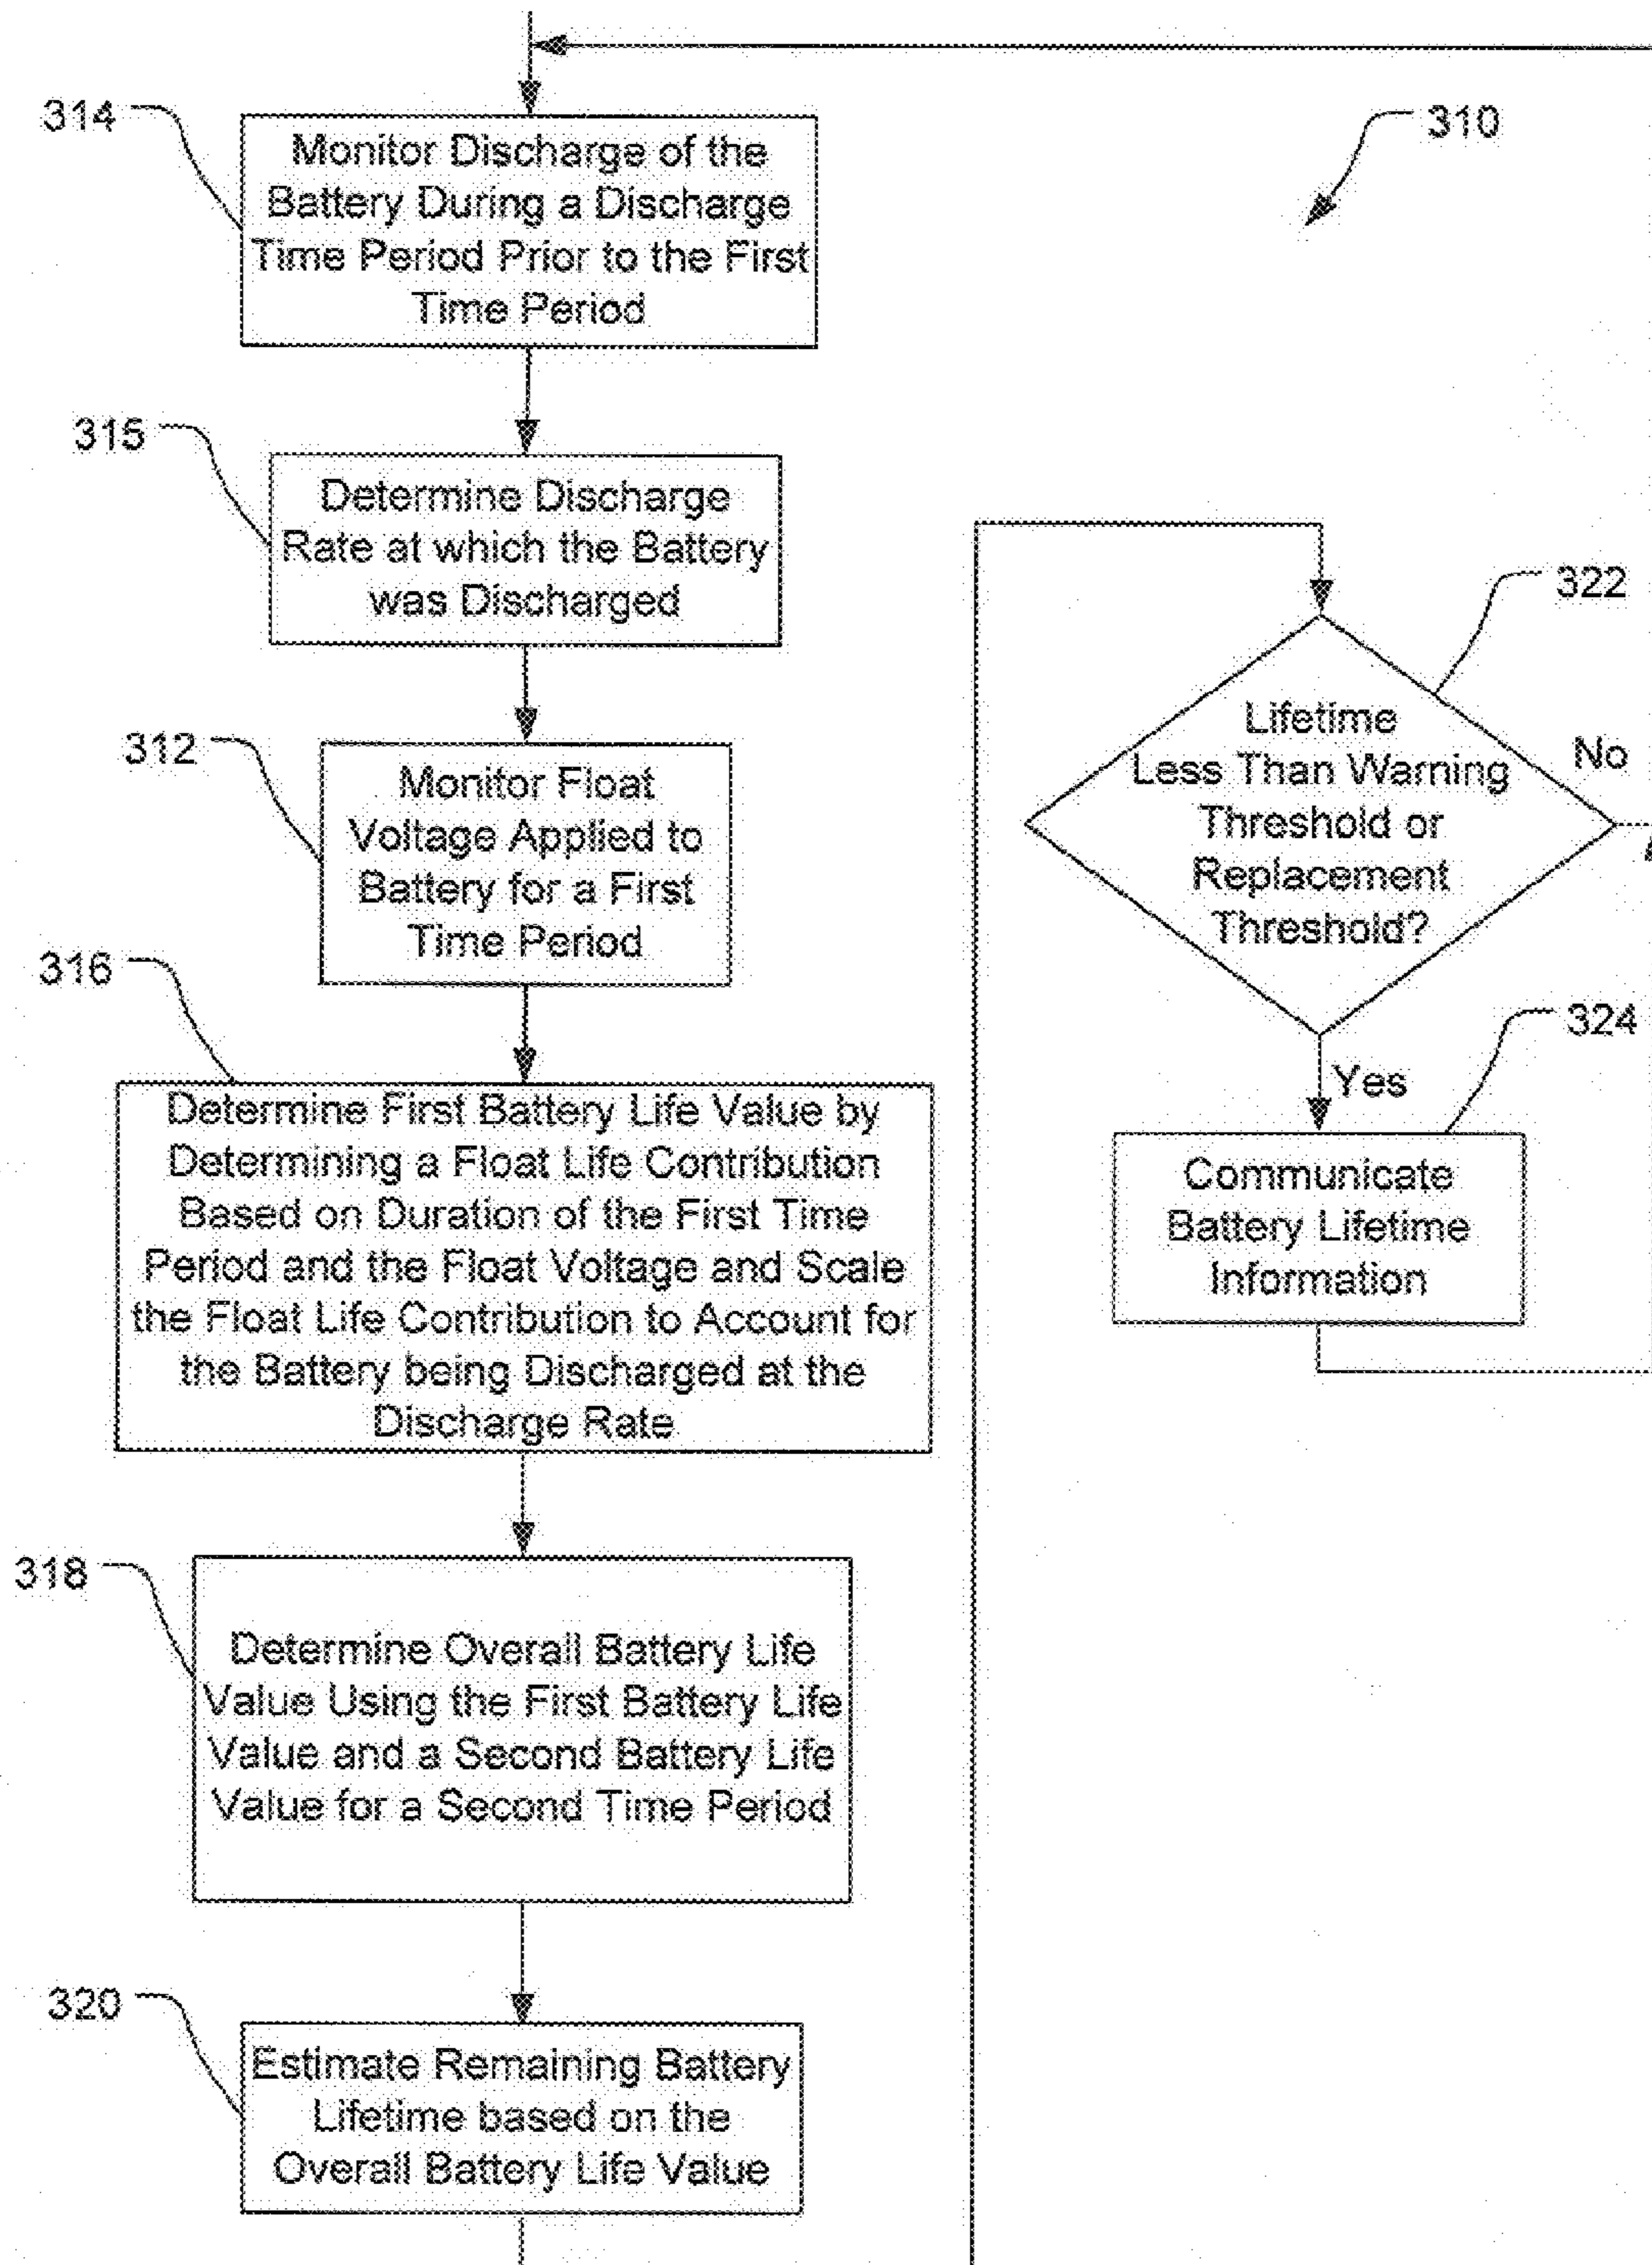 314
Monitor Discharge of the
Battery During a Discharge
Time Period Prior to the First
Time Period
310
315
Determine Discharge
Rate at which the Battery
was Discharged
312
Monitor Float
Voltage Applied to
Battery for a First
Time Period
316
Determine First Battery Life Value by
Determining a Float Life Contribution
Based on Duration of the First Time
Period and the Float Voltage and Scale
the Float Life Contribution to Account for
the Battery being Discharged at the
Discharge Rate
318
Determine Overall Battery Life
Value Using the First Battery Life
Value and a Second Battery Life
Value for a Second Time Period
320
Estimate Remaining Battery
Lifetime based on the
Overall Battery Life Value
322
Lifetime
Less Than Warning
Threshold or
Replacement
Threshold?
No
Yes
324
Communicate
Battery Lifetime
Information